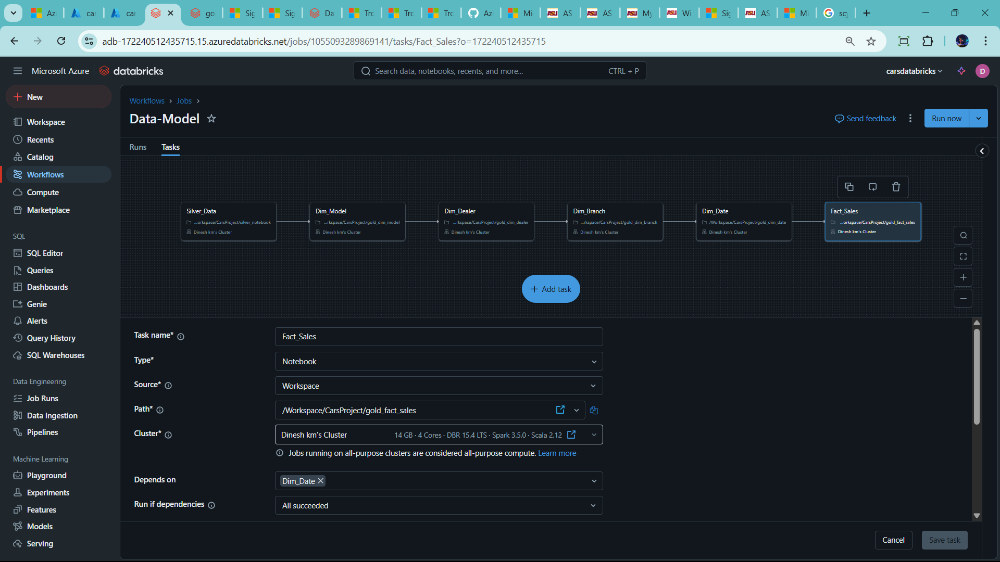 Az
car
car
go
Sig
Sig
Da
Tro
Tro
Tro
Az
Mi
AS
AS
My
Wi
Sig
AS
Mi
scy
adb-172240512435715.15.azuredatabricks.net/jobs/1055093289869141/tasks/Fact_Sales?o=172240512435715
Microsoft Azure
databricks
Search data, notebooks, recents, and more...
CTRL + P
carsdatabricks
D
New
Workspace
Recents
Catalog
Workflows
Compute
Marketplace
SQL
SQL Editor
Queries
Dashboards
Genie
Alerts
Query History
SQL Warehouses
Data Engineering
Job Runs
Data Ingestion
Pipelines
Machine Learning
Playground
Experiments
Features
Models
Serving
Workflows › Jobs ›
Data-Model
Send feedback
Run now
Runs
Tasks
Silver_Data
...orkspace/CarsProject/silver_notebook
Dinesh km's Cluster
Dim_Model
...rkspace/CarsProject/gold_dim_model
Dinesh km's Cluster
Dim_Dealer
...rkspace/CarsProject/gold_dim_dealer
Dinesh km's Cluster
Dim_Branch
...rkspace/CarsProject/gold_dim_branch
Dinesh km's Cluster
Dim_Date
/Workspace/CarsProject/gold_dim_date
Dinesh km's Cluster
Fact_Sales
...orkspace/CarsProject/gold_fact_sales
Dinesh km's Cluster
+ Add task
Task name*
Fact_Sales
Type*
Notebook
Source*
Workspace
Path*
/Workspace/CarsProject/gold_fact_sales
Cluster*
Dinesh km's Cluster
14 GB · 4 Cores · DBR 15.4 LTS · Spark 3.5.0 · Scala 2.12
Jobs running on all-purpose clusters are considered all-purpose compute. Learn more
Depends on
Dim_Date
Run if dependencies
All succeeded
Cancel
Save task